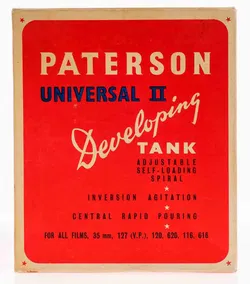 PATERSON
UNIVERSAL II
Developing
TANK
ADJUSTABLE
SELF-LOADING
SPIRAL
INVERSION AGITATION
CENTRAL RAPID POURING
FOR ALL FILMS, 35 mm, 127 (V.P.), 120, 620, 116, 616